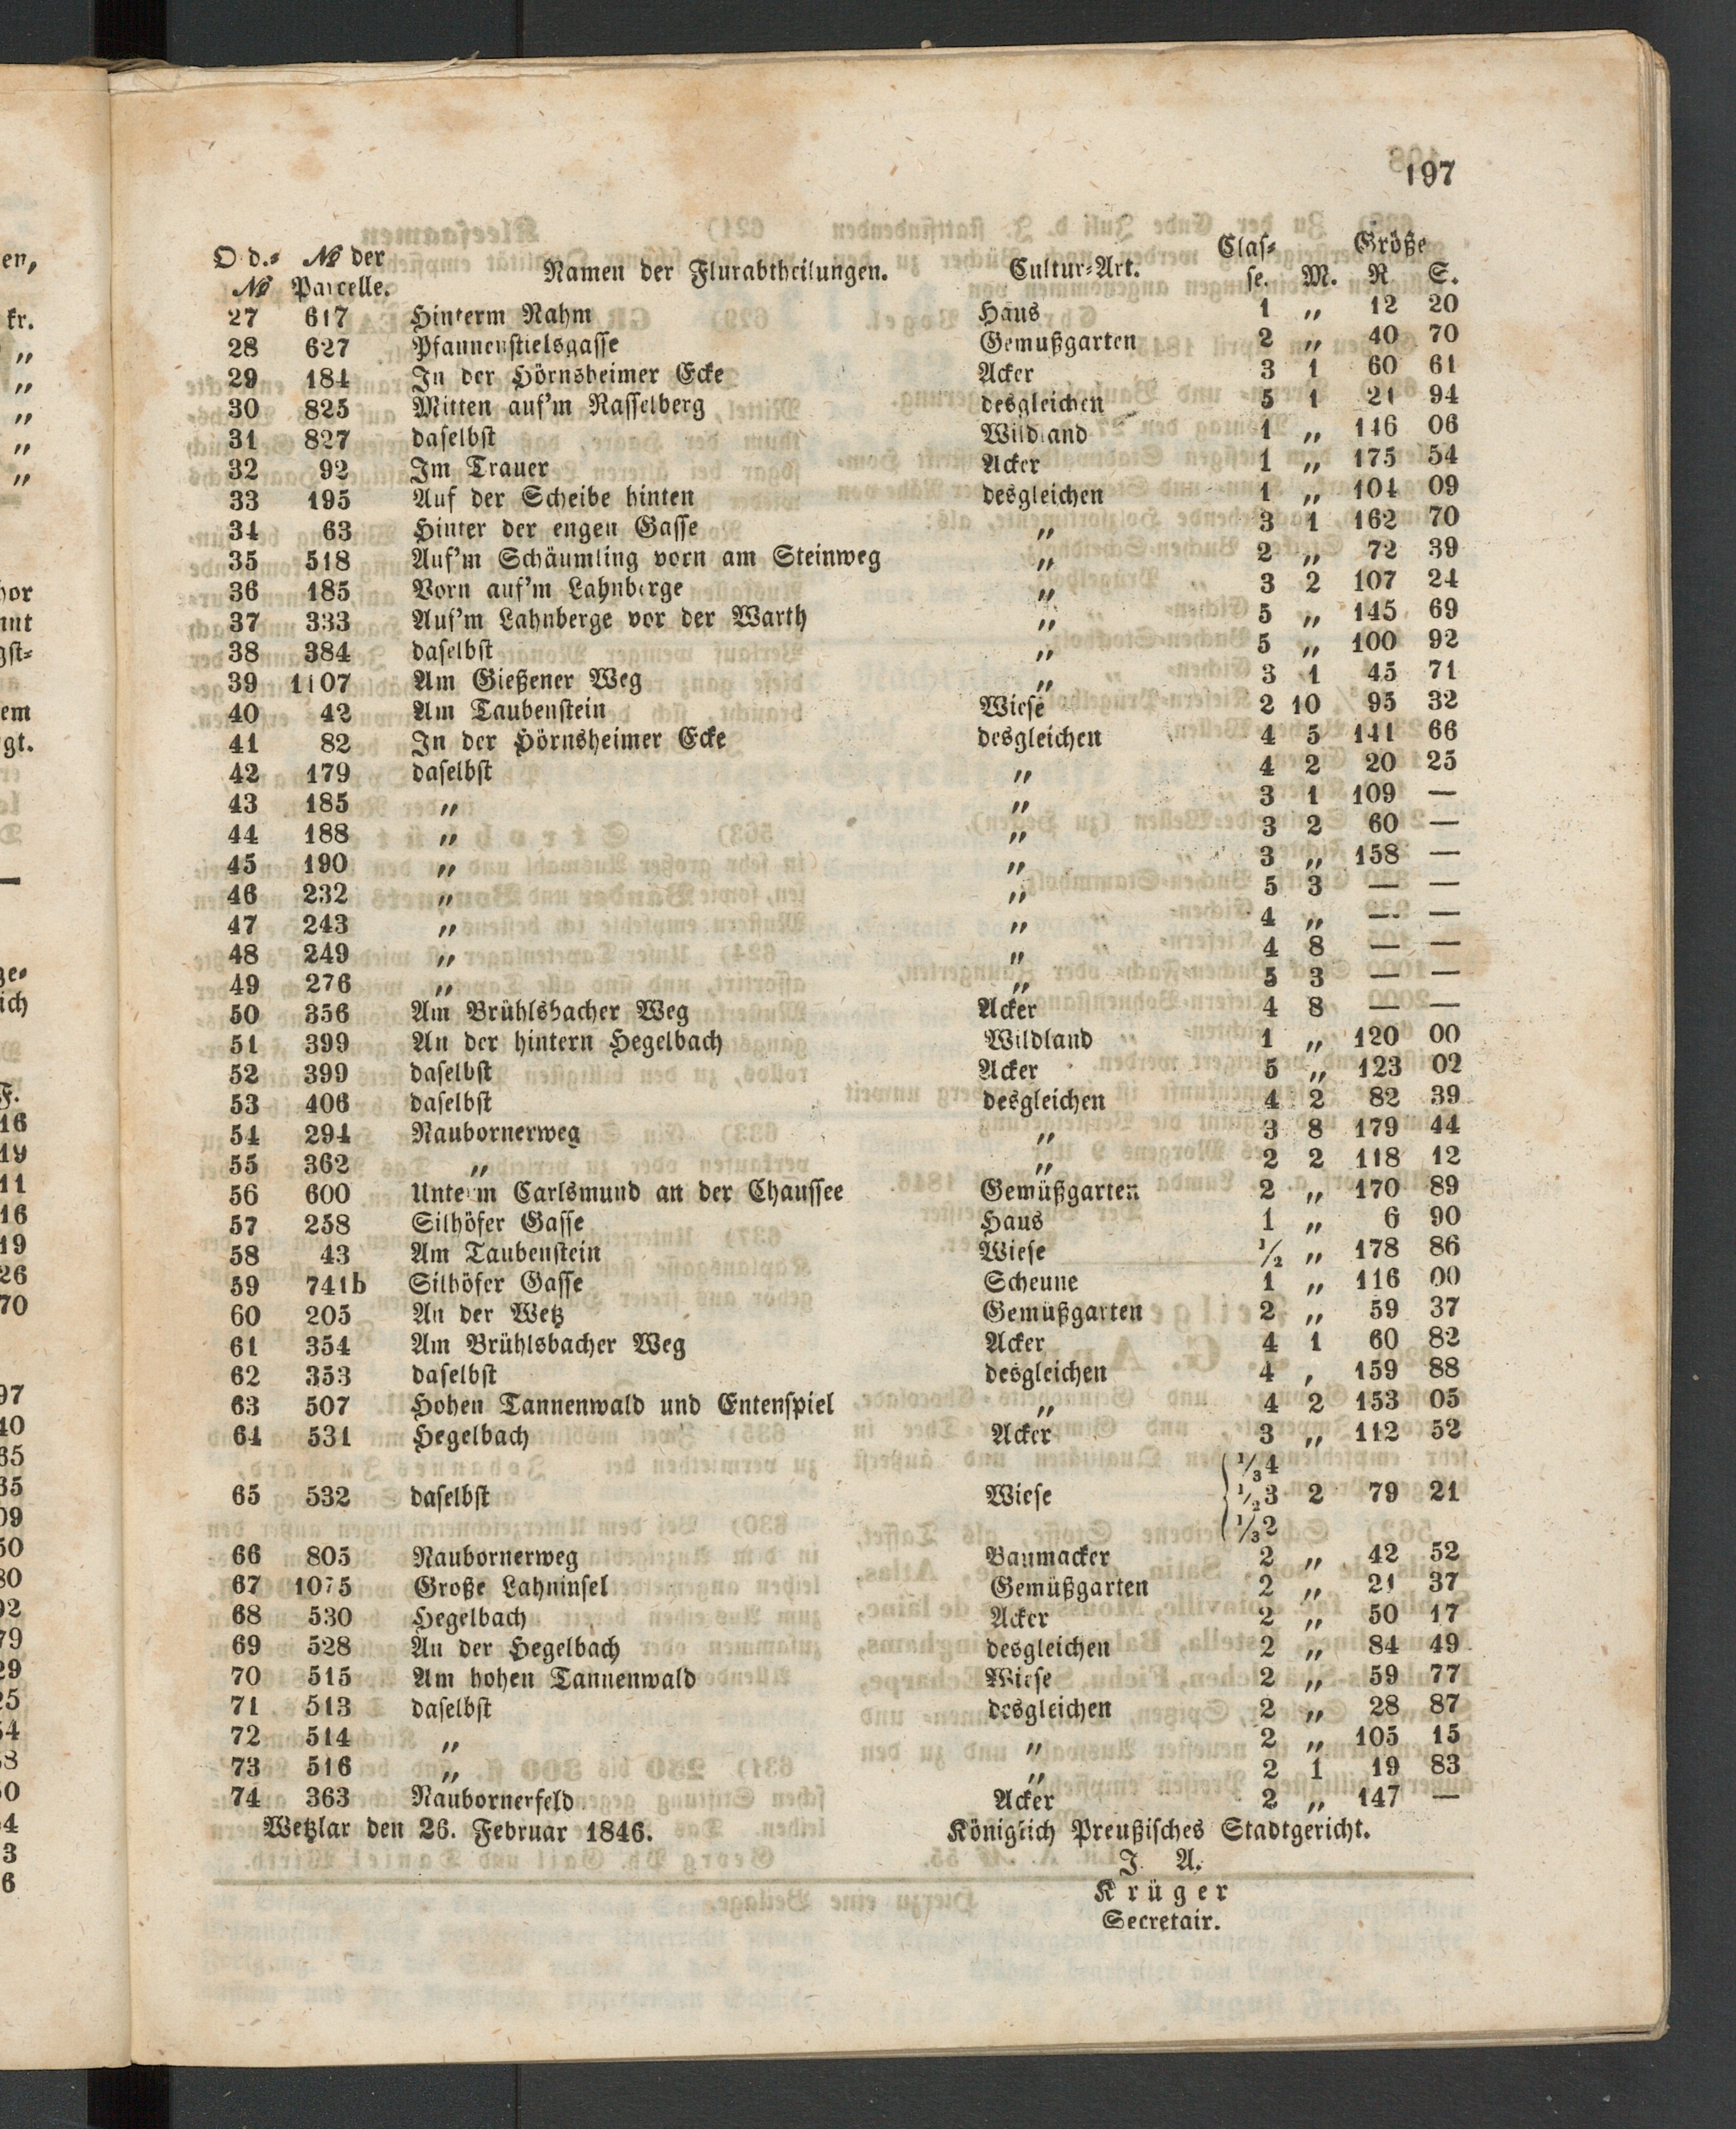 197
Od.- № der Namen der Flurabtheilungen. Cultur-Art. Clas- Größe
№ Parcelle. se. M. R S.
27 617 Hinterm Rahm Haus 1 „ 12 20
28 627 Pfannenstielsgasse Gemußgarten 2 „ 40 70
29 184 In der Hörnsheimer Ecke Acker 3 1 60 61
30 825 Mitten auf'm Rasselberg desgleichen 5 1 21 94
31 827 daselbst Wildland 1 „ 146 06
32 92 Im Trauer Acker 1 „ 175 54
33 195 Auf der Scheibe hinten desgleichen 1 „ 104 09
34 63 Hinter der engen Gasse „ 3 1 162 70
35 518 Auf'm Schäumling vorn am Steinweg „ 2 „ 72 39
36 185 Vorn auf'm Lahnberge „ 3 2 107 24
37 333 Auf'm Lahnberge vor der Warth „ 5 „ 145 69
38 384 daselbst „ 5 „ 100 92
39 1107 Am Gießener Weg „ 3 1 45 71
40 42 Am Taubenstein Wiese 2 10 95 32
41 82 In der Hörnsheimer Ecke desgleichen 4 5 141 66
42 179 daselbst „ 4 2 20 25
43 185 „ „ 3 1 109 —
44 188 „ „ 3 2 60 —
45 190 „ „ 3 „ 158 —
46 232 „ „ 5 3 — —
47 243 „ „ 4 „ — —
48 249 „ „ 4 8 — —
49 276 „ „ 5 3 — —
50 356 Am Brühlsbacher Weg Acker 4 8 — —
51 399 An der hintern Hegelbach Wildland 1 „ 120 00
52 399 daselbst Acker 5 „ 123 02
53 406 daselbst desgleichen 4 2 82 39
54 294 Naubornerweg „ 3 8 179 44
55 362 „ „ 2 2 118 12
56 600 Unterm Carlsmund an der Chaussee Gemüßgarten 2 „ 170 89
57 258 Silhöfer Gasse Haus 1 „ 6 90
58 43 Am Taubenstein Wiese 1/2 „ 178 86
59 741b Silhöfer Gasse Scheune 1 „ 116 00
60 205 An der Wetz Gemüßgarten 2 „ 59 37
61 354 Am Brühlsbacher Weg Acker 4 1 60 82
62 353 daselbst desgleichen 4 , 159 88
63 507 Hohen Tannenwald und Entenspiel „ 4 2 153 05
64 531 Hegelbach Acker 3 „ 112 52
1/3 4
65 532 daselbst Wiese 1/2 3 2 79 21
1/3 2
66 805 Naubornerweg Baumacker 2 „ 42 52
67 1075 Große Lahninsel Gemüßgarten 2 „ 21 37
68 530 Hegelbach Acker 2 „ 50 17
69 528 An der Hegelbach desgleichen 2 „ 84 49
70 515 Am hohen Tannenwald Wiese 2 „ 59 77
71 513 daselbst desgleichen 2 „ 28 87
72 514 „ „ 2 „ 105 15
73 516 „ „ 2 1 19 83
74 363 Naubornerfeld Acker 2 „ 147 —
Wetzlar den 26. Februar 1846. Königlich Preußisches Stadtgericht.
J. A.
Krüger
Secretair.